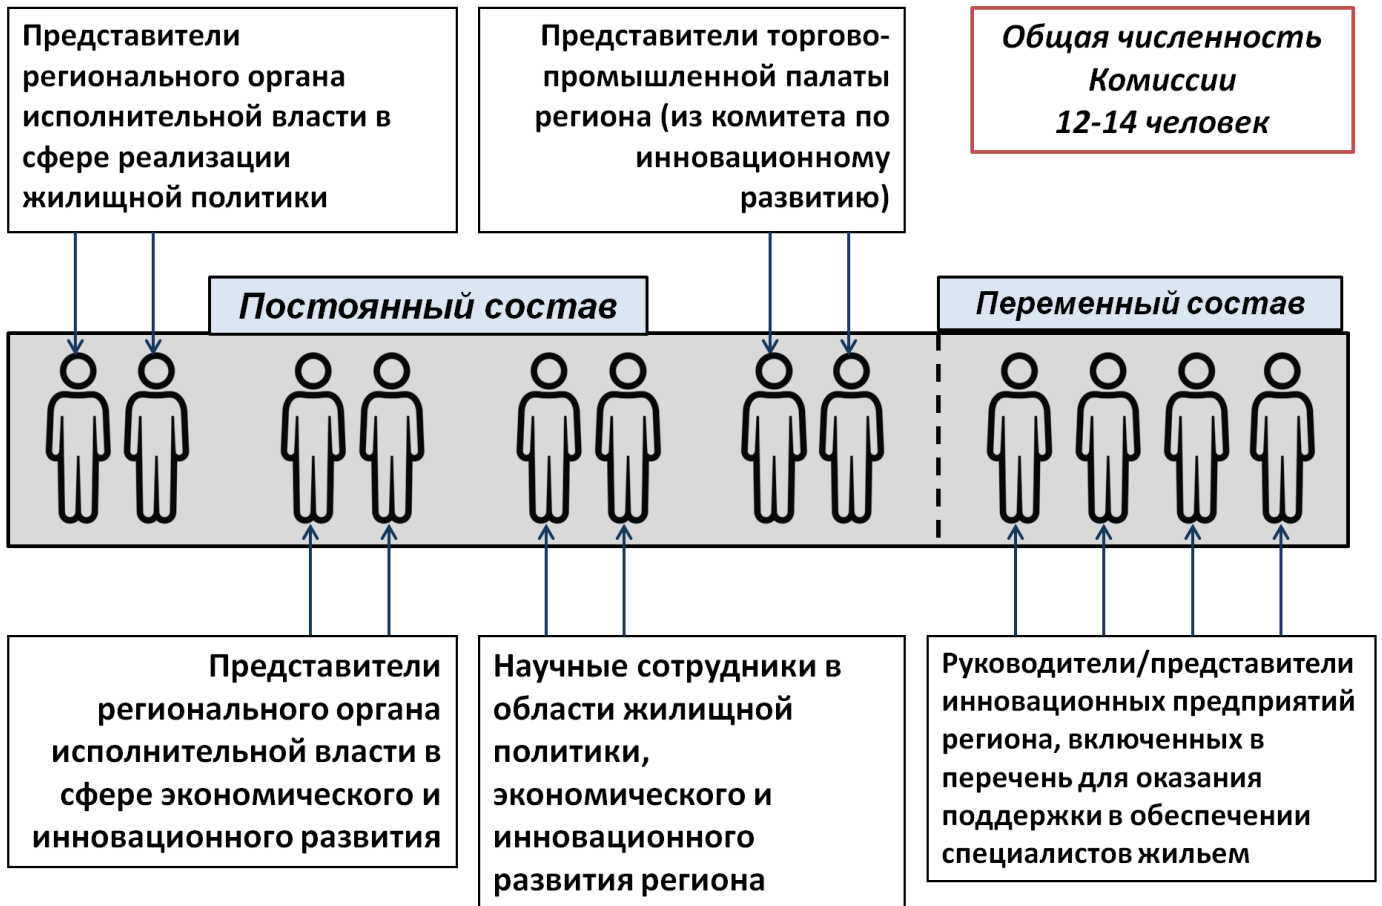 Представители
регионального органа
исполнительной власти в
сфере реализации
жилищной политики
Представители торгово-
промышленной палаты
региона (из комитета по
инновационному
развитию)
Общая численность
Комиссии
12-14 человек
Постоянный состав
Переменный состав
Представители
регионального органа
исполнительной власти в
сфере экономического и
инновационного развития
Научные сотрудники в
области жилищной
политики,
экономического и
инновационного
развития региона
Руководители/представители
инновационных предприятий
региона, включенных в
перечень для оказания
поддержки в обеспечении
специалистов жильем